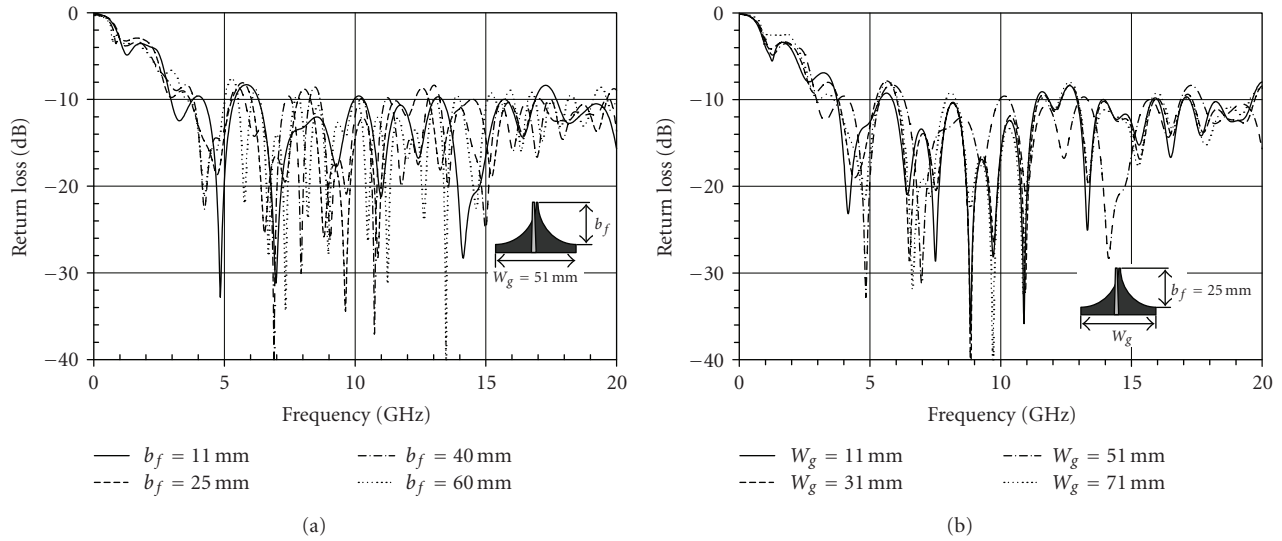 0
−10
−20
−30
−40
Return loss (dB)
0 5 10 15 20
Frequency (GHz)
b_f
W_g = 51 mm
b_f = 11 mm
b_f = 25 mm
b_f = 40 mm
b_f = 60 mm
(a)
0
−10
−20
−30
−40
Return loss (dB)
0 5 10 15 20
Frequency (GHz)
b_f = 25 mm
W_g
W_g = 11 mm
W_g = 31 mm
W_g = 51 mm
W_g = 71 mm
(b)